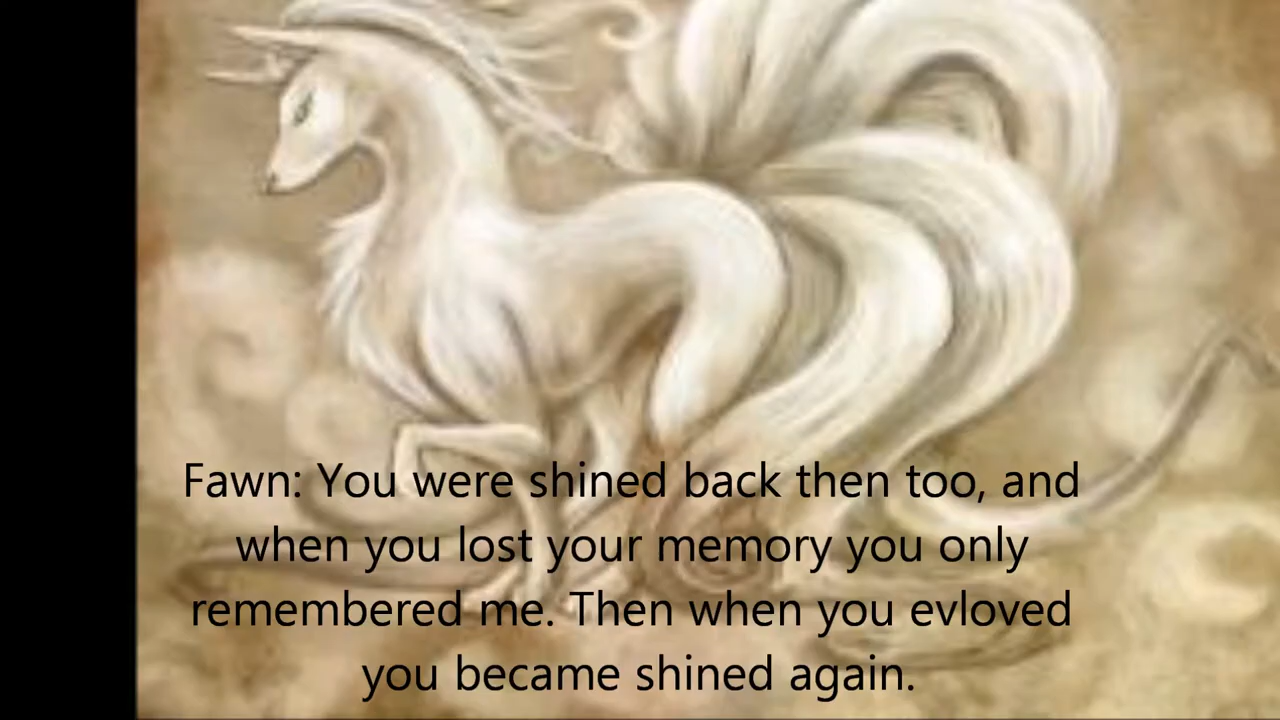 Fawn: You were shined back then too, and
when you lost your memory you only
remembered me. Then when you evloved
you became shined again.